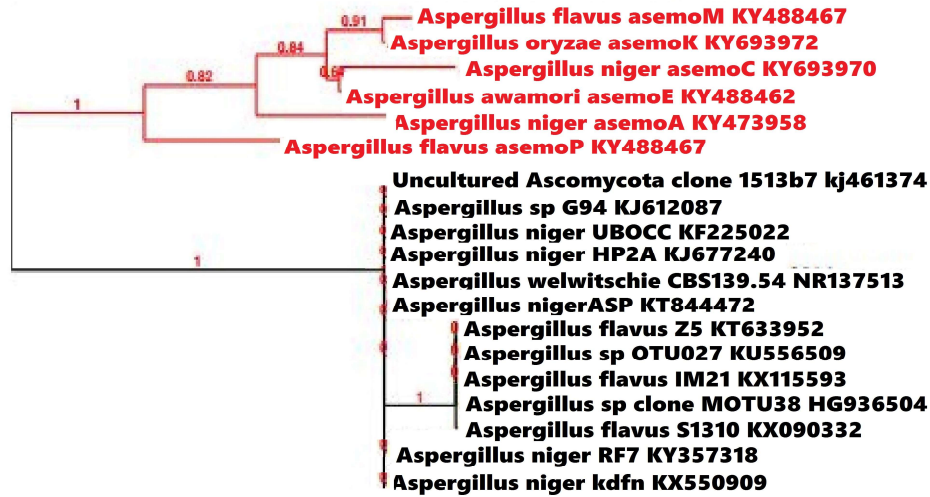 0.91
Aspergillus flavus asemoM KY488467
Aspergillus oryzae asemoK KY693972
0.84
Aspergillus niger asemoC KY693970
0.82
Aspergillus awamori asemoE KY488462
1
Aspergillus niger asemoA KY473958
Aspergillus flavus asemoP KY488467
Uncultured Ascomycota clone 1513b7 kj461374
Aspergillus sp G94 KJ612087
Aspergillus niger UBOCC KF225022
Aspergillus niger HP2A KJ677240
1
Aspergillus welwitschie CBS139.54 NR137513
Aspergillus nigerASP KT844472
Aspergillus flavus Z5 KT633952
Aspergillus sp OTU027 KU556509
Aspergillus flavus IM21 KX115593
1
Aspergillus sp clone MOTU38 HG936504
Aspergillus flavus S1310 KX090332
Aspergillus niger RF7 KY357318
Aspergillus niger kdfn KX550909